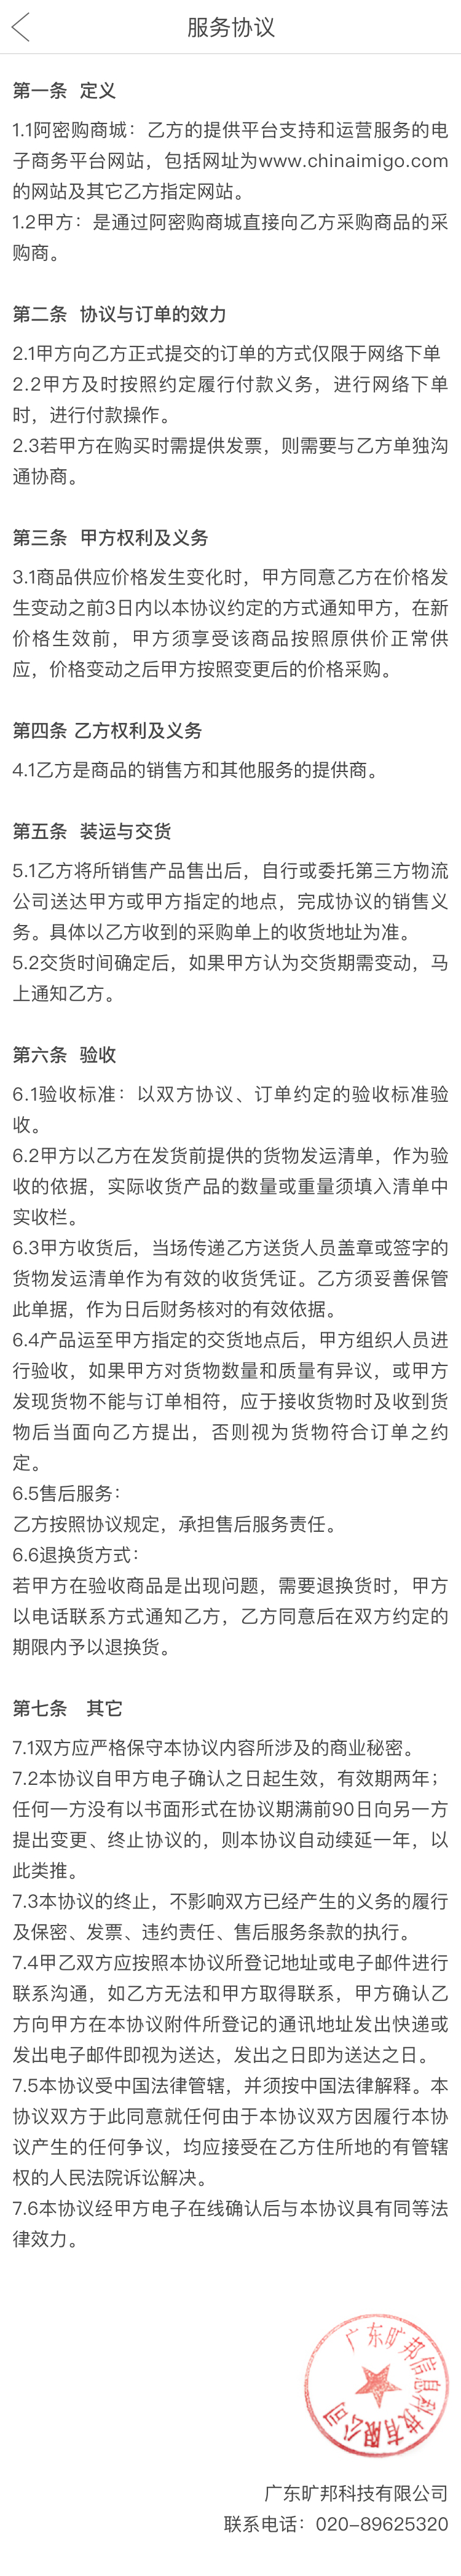 服务协议
第一条 定义
1.1阿密购商城：乙方的提供平台支持和运营服务的电
子商务平台网站，包括网址为www.chinaimigo.com
的网站及其它乙方指定网站。
1.2甲方：是通过阿密购商城直接向乙方采购商品的采
购商。
第二条 协议与订单的效力
2.1甲方向乙方正式提交的订单的方式仅限于网络下单
2.2甲方及时按照约定履行付款义务，进行网络下单
时，进行付款操作。
2.3若甲方在购买时需提供发票，则需要与乙方单独沟
通协商。
第三条 甲方权利及义务
3.1商品供应价格发生变化时，甲方同意乙方在价格发
生变动之前3日内以本协议约定的方式通知甲方，在新
价格生效前，甲方须享受该商品按照原供价正常供
应，价格变动之后甲方按照变更后的价格采购。
第四条 乙方权利及义务
4.1乙方是商品的销售方和其他服务的提供商。
第五条 装运与交货
5.1乙方将所销售产品售出后，自行或委托第三方物流
公司送达甲方或甲方指定的地点，完成协议的销售义
务。具体以乙方收到的采购单上的收货地址为准。
5.2交货时间确定后，如果甲方认为交货期需变动，马
上通知乙方。
第六条 验收
6.1验收标准：以双方协议、订单约定的验收标准验
收。
6.2甲方以乙方在发货前提供的货物发运清单，作为验
收的依据，实际收货产品的数量或重量须填入清单中
实收栏。
6.3甲方收货后，当场传递乙方送货人员盖章或签字的
货物发运清单作为有效的收货凭证。乙方须妥善保管
此单据，作为日后财务核对的有效依据。
6.4产品运至甲方指定的交货地点后，甲方组织人员进
行验收，如果甲方对货物数量和质量有异议，或甲方
发现货物不能与订单相符，应于接收货物时及收到货
物后当面向乙方提出，否则视为货物符合订单之约
定。
6.5售后服务：
乙方按照协议规定，承担售后服务责任。
6.6退换货方式：
若甲方在验收商品是出现问题，需要退换货时，甲方
以电话联系方式通知乙方，乙方同意后在双方约定的
期限内予以退换货。
第七条 其它
7.1双方应严格保守本协议内容所涉及的商业秘密。
7.2本协议自甲方电子确认之日起生效，有效期两年；
任何一方没有以书面形式在协议期满前90日向另一方
提出变更、终止协议的，则本协议自动续延一年，以
此类推。
7.3本协议的终止，不影响双方已经产生的义务的履行
及保密、发票、违约责任、售后服务条款的执行。
7.4甲乙双方应按照本协议所登记地址或电子邮件进行
联系沟通，如乙方无法和甲方取得联系，甲方确认乙
方向甲方在本协议附件所登记的通讯地址发出快递或
发出电子邮件即视为送达，发出之日即为送达之日。
7.5本协议受中国法律管辖，并须按中国法律解释。本
协议双方于此同意就任何由于本协议双方因履行本协
议产生的任何争议，均应接受在乙方住所地的有管辖
权的人民法院诉讼解决。
7.6本协议经甲方电子在线确认后与本协议具有同等法
律效力。
广东旷邦信息科技有限公司
广东旷邦科技有限公司
联系电话：020-89625320